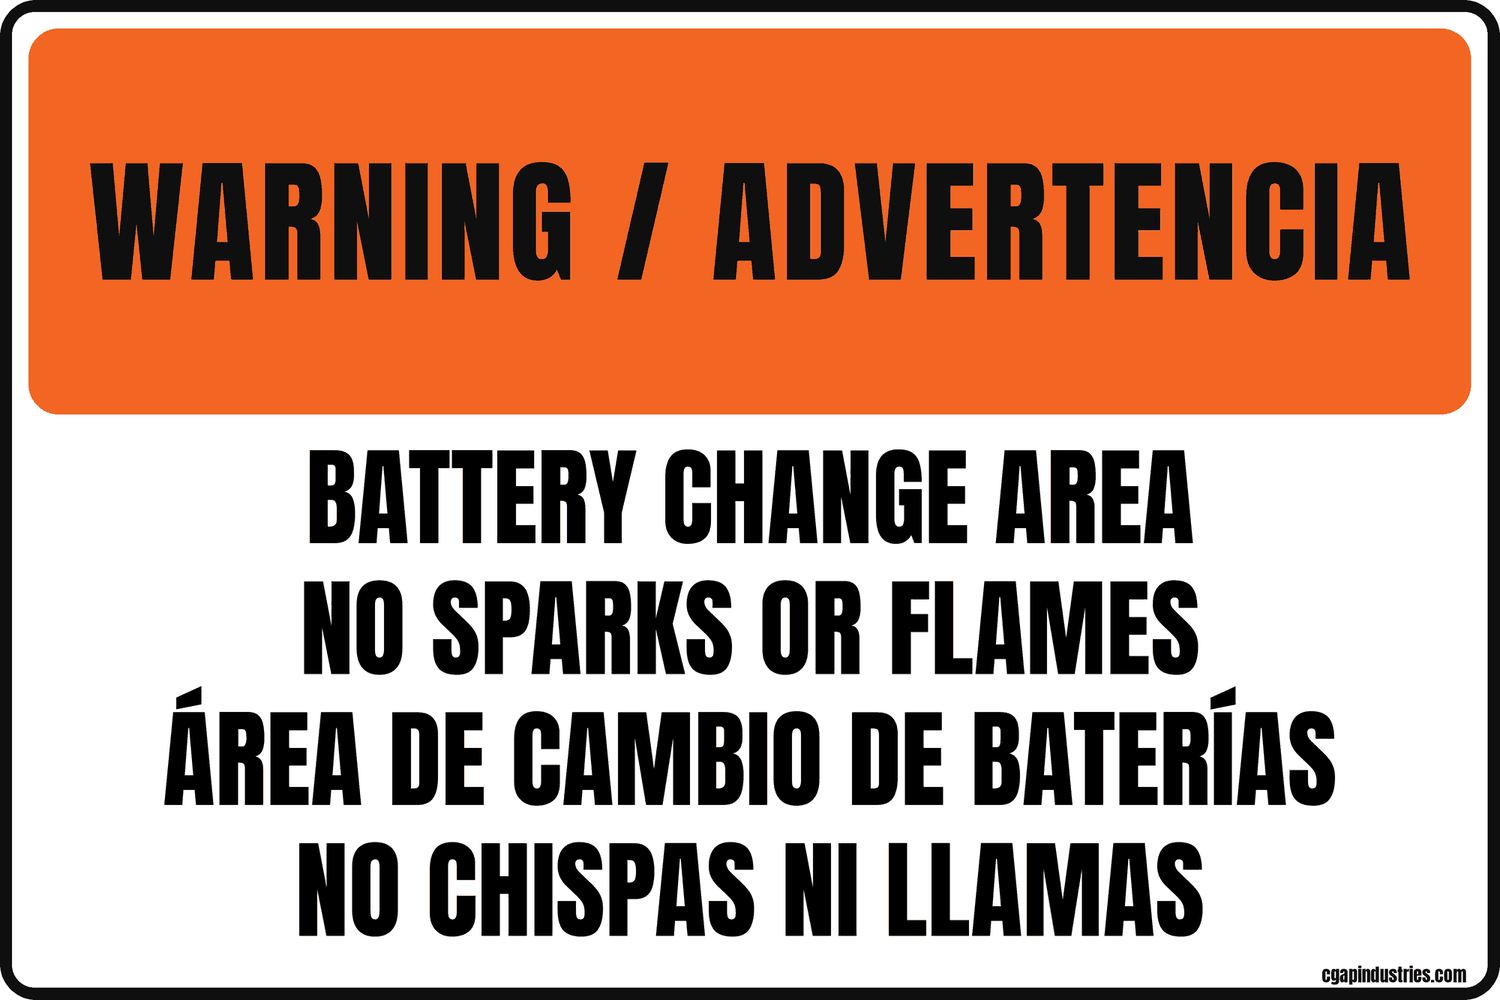 WARNING / ADVERTENCIA
BATTERY CHANGE AREA
NO SPARKS OR FLAMES
ÁREA DE CAMBIO DE BATERÍAS
NO CHISPAS NI LLAMAS
cgapindustries.com